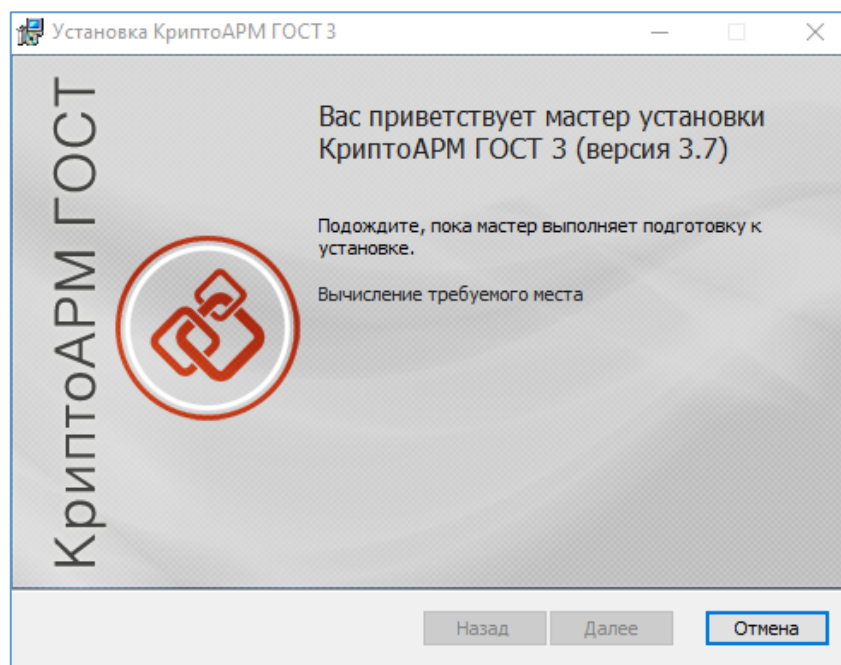 Установка КриптоАРМ ГОСТ 3
КриптоАРМ ГОСТ
Вас приветствует мастер установки
КриптоАРМ ГОСТ 3 (версия 3.7)
Подождите, пока мастер выполняет подготовку к
установке.
Вычисление требуемого места
Назад
Далее
Отмена